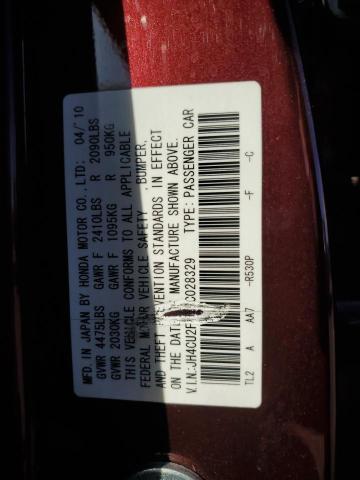 MFD.IN JAPAN BY HONDA MOTOR CO.,LTD: 04/'10
GVWR 4475LBS GAWR F 2410LBS R 2090LBS
GVWR 2030KG GAWR F 1095KG R 950KG
THIS VEHICLE CONFORMS TO ALL APPLICABLE
FEDERAL MOTOR VEHICLE SAFETY , BUMPER,
AND THEFT PREVENTION STANDARDS IN EFFECT
ON THE DATE MANUFACTURE SHOWN ABOVE.
V.I.N:JH4CU2F C028329 TYPE: PASSENGER CAR
TL2 A AA7 -R530P -F -C